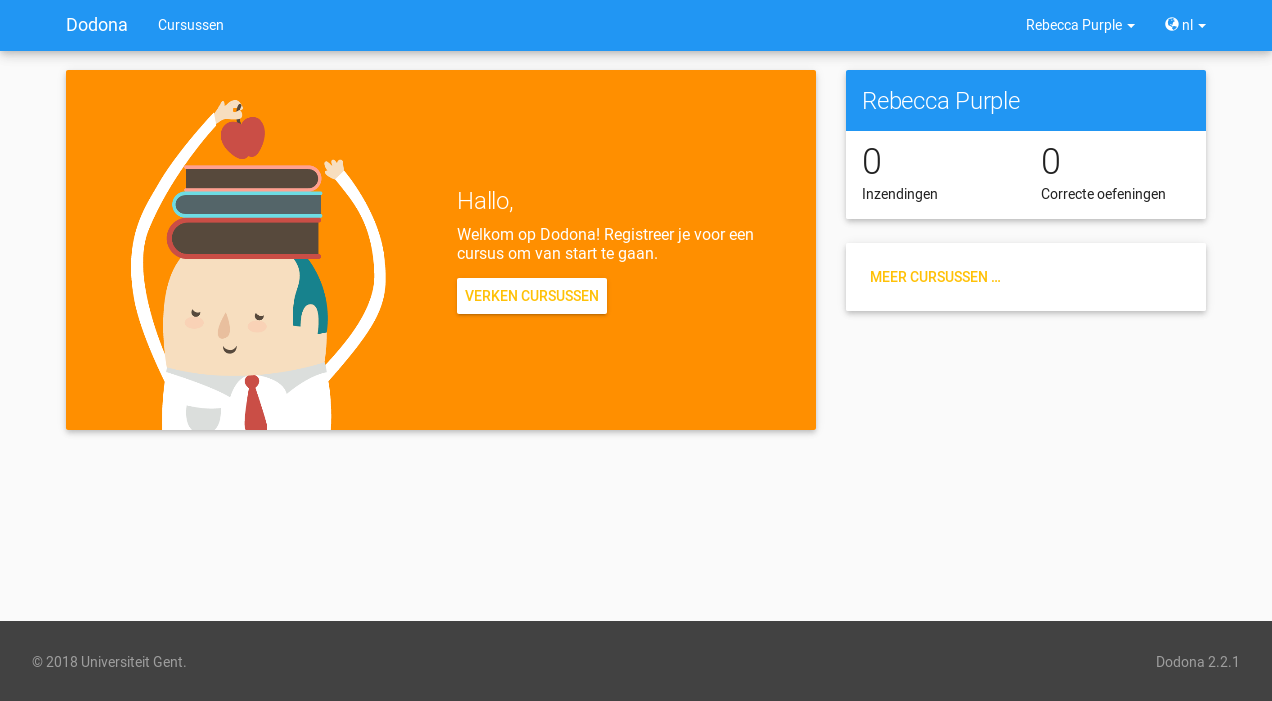 Dodona
Cursussen
Rebecca Purple
nl
Hallo,
Welkom op Dodona! Registreer je voor een
cursus om van start te gaan.
VERKEN CURSUSSEN
Rebecca Purple
0
Inzendingen
0
Correcte oefeningen
MEER CURSUSSEN ...
© 2018 Universiteit Gent.
Dodona 2.2.1